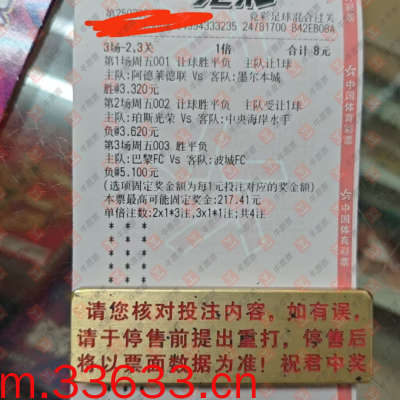 竞彩足球混合过关
24781700 B42EB08A
3场-2,3关 1倍 合计 8元
第1场周五001 让球胜平负 主队让1球
主队:阿德莱德联 Vs 客队:墨尔本城
胜#3.320元
第2场周五002 让球胜平负 主队受让1球
主队:珀斯光荣 Vs 客队:中央海岸水手
负#3.620元
第3场周五003 胜平负
主队:巴黎FC Vs 客队:波城FC
负#5.100元
(选项固定奖金额为每1元投注对应的奖金额)
本票最高可能固定奖金:217.41元
单倍注数:2x1*3注,3x1*1注;共4注
中国体育彩票
中国体育彩票
请您核对投注内容,如有误,
请于停售前提出重打,停售后
将以票面数据为准!祝君中奖
m.33633.cn